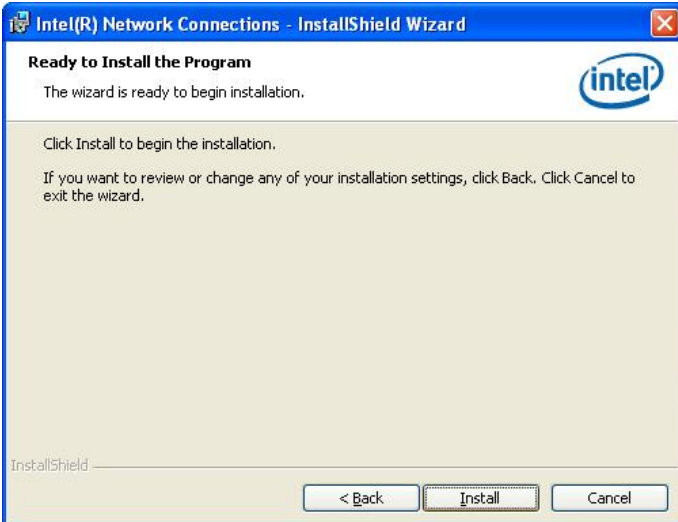 Intel(R) Network Connections - InstallShield Wizard
Ready to Install the Program
The wizard is ready to begin installation.
intel
Click Install to begin the installation.
If you want to review or change any of your installation settings, click Back. Click Cancel to
exit the wizard.
InstallShield
< Back
Install
Cancel